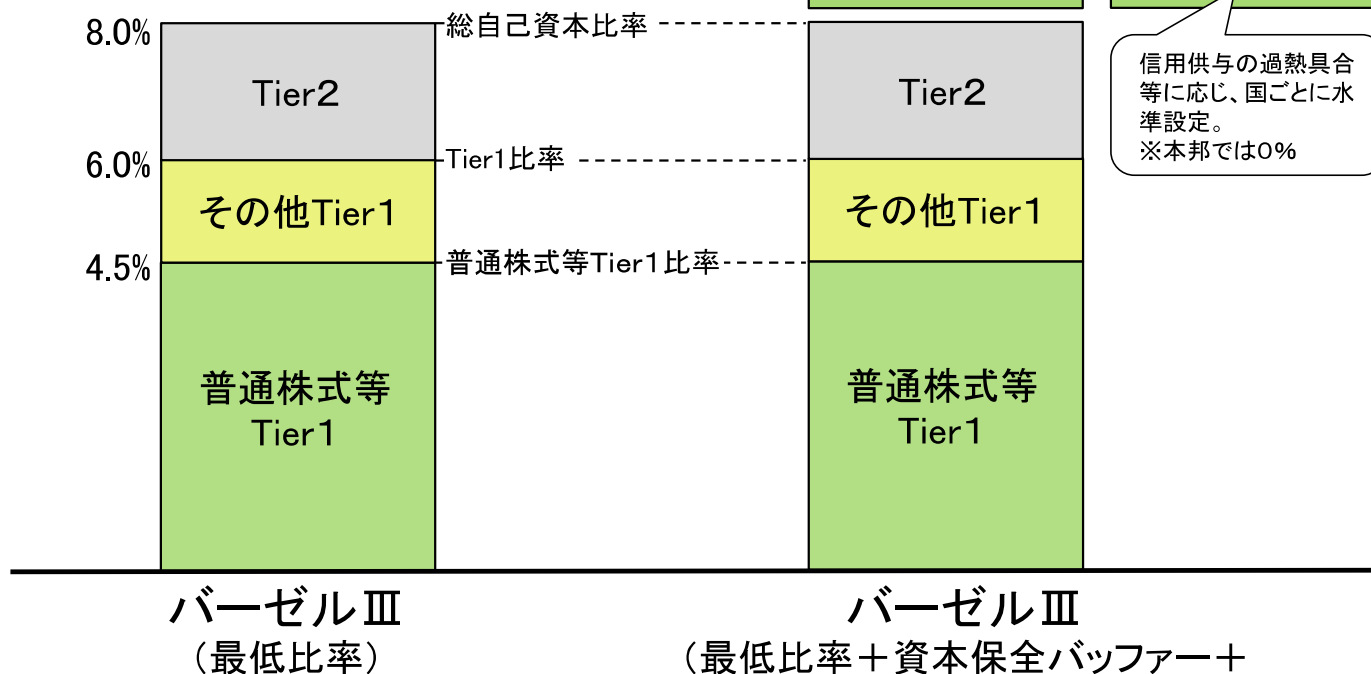 8.0%
総自己資本比率
Tier2
Tier2
信用供与の過熱具合
等に応じ、国ごとに水
準設定。
※本邦では0%
6.0%
Tier1比率
その他Tier1
その他Tier1
4.5%
普通株式等Tier1比率
普通株式等
Tier1
普通株式等
Tier1
バーゼルⅢ
(最低比率)
バーゼルⅢ
(最低比率+資本保全バッファー+